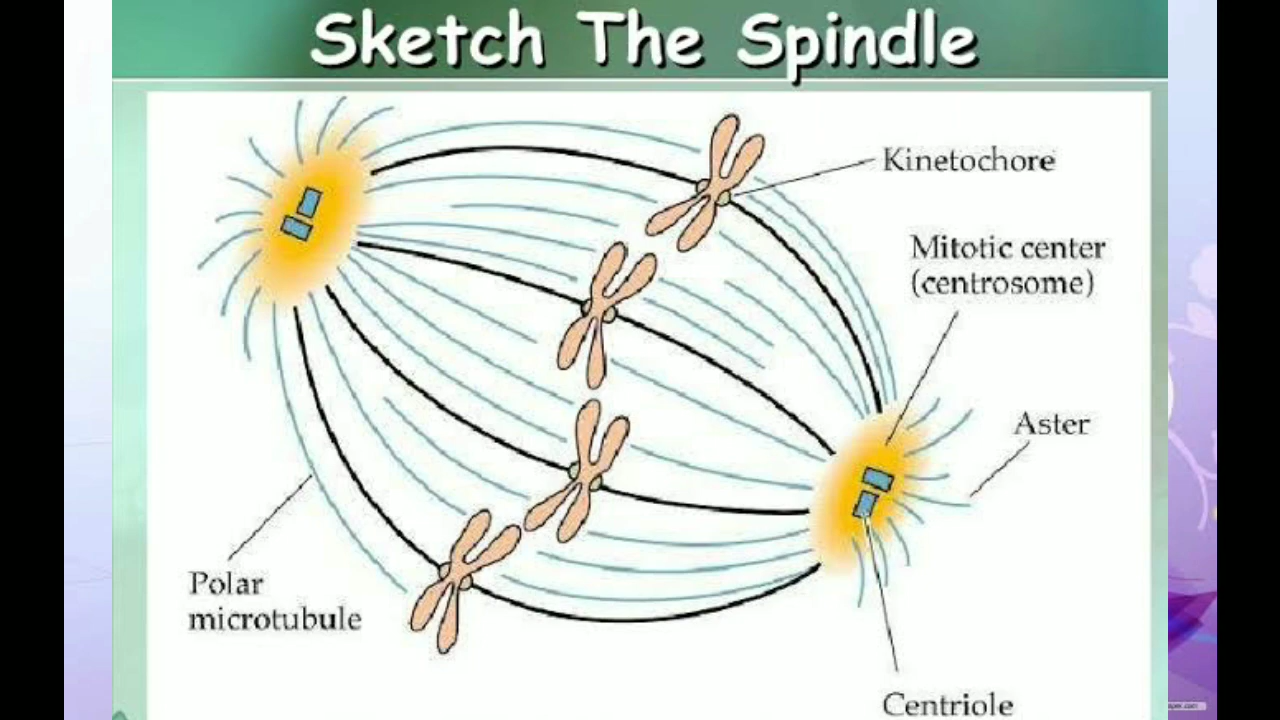 Sketch The Spindle
Kinetochore
Mitotic center
(centrosome)
Aster
Polar
microtubule
Centriole